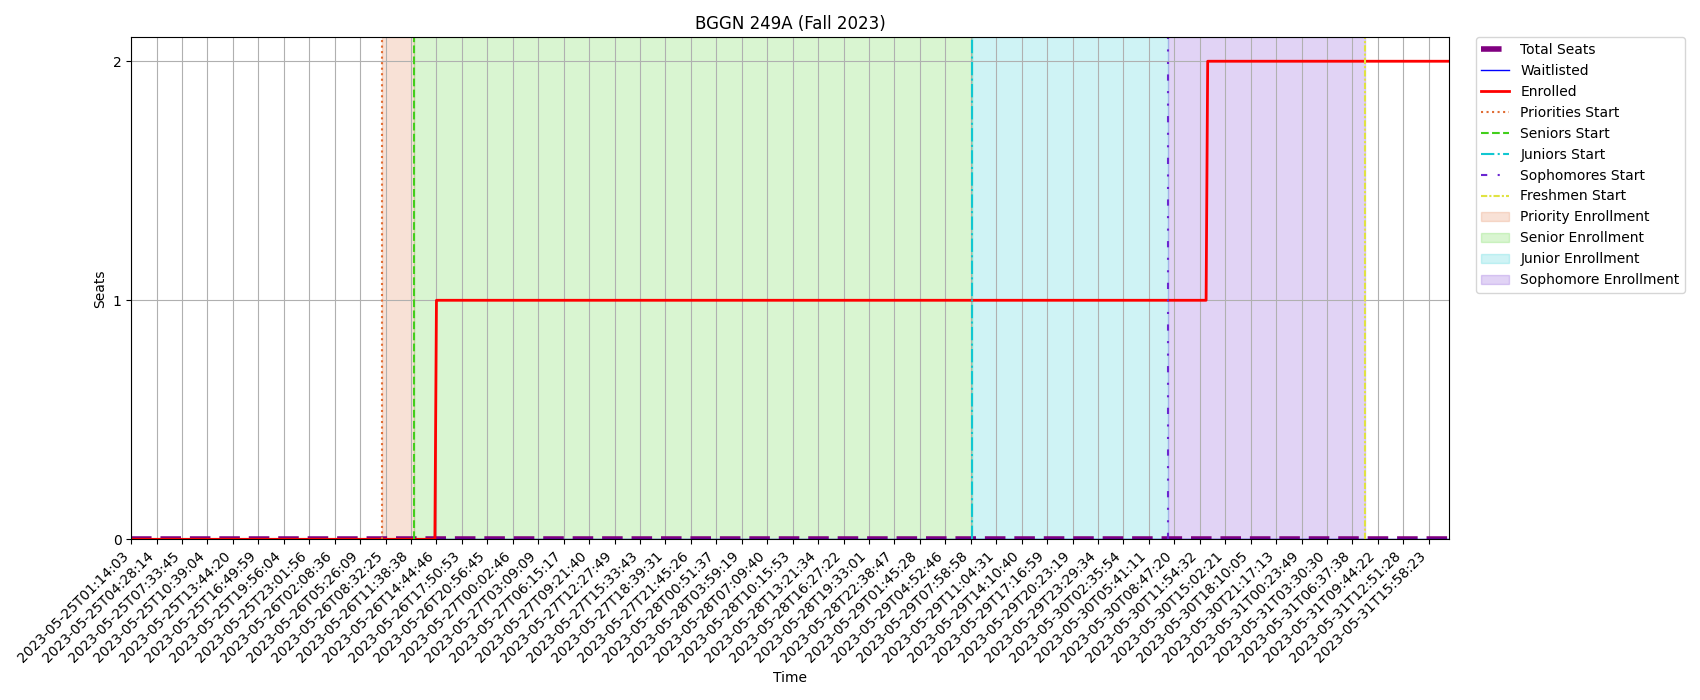 BGGN 249A (Fall 2023)
Seats
2
1
0
2023-05-25T01:14:03
2023-05-25T04:28:14
2023-05-25T07:33:45
2023-05-25T10:39:04
2023-05-25T13:44:20
2023-05-25T16:49:59
2023-05-25T19:56:04
2023-05-25T23:01:56
2023-05-26T02:08:36
2023-05-26T05:26:09
2023-05-26T08:32:25
2023-05-26T11:38:38
2023-05-26T14:44:46
2023-05-26T17:50:53
2023-05-26T20:56:45
2023-05-27T00:02:46
2023-05-27T03:09:09
2023-05-27T06:15:17
2023-05-27T09:21:40
2023-05-27T12:27:49
2023-05-27T15:33:43
2023-05-27T18:39:31
2023-05-27T21:45:26
2023-05-28T00:51:37
2023-05-28T03:59:19
2023-05-28T07:09:40
2023-05-28T10:15:53
2023-05-28T13:21:34
2023-05-28T16:27:22
2023-05-28T19:33:01
2023-05-28T22:38:47
2023-05-29T01:45:28
2023-05-29T04:52:46
2023-05-29T07:58:58
2023-05-29T11:04:31
2023-05-29T14:10:40
2023-05-29T17:16:59
2023-05-29T20:23:19
2023-05-29T23:29:34
2023-05-30T02:35:54
2023-05-30T05:41:11
2023-05-30T08:47:20
2023-05-30T11:54:32
2023-05-30T15:02:21
2023-05-30T18:10:05
2023-05-30T21:17:13
2023-05-31T00:23:49
2023-05-31T03:30:30
2023-05-31T06:37:38
2023-05-31T09:44:22
2023-05-31T12:51:28
2023-05-31T15:58:23
Time
Total Seats
Waitlisted
Enrolled
Priorities Start
Seniors Start
Juniors Start
Sophomores Start
Freshmen Start
Priority Enrollment
Senior Enrollment
Junior Enrollment
Sophomore Enrollment